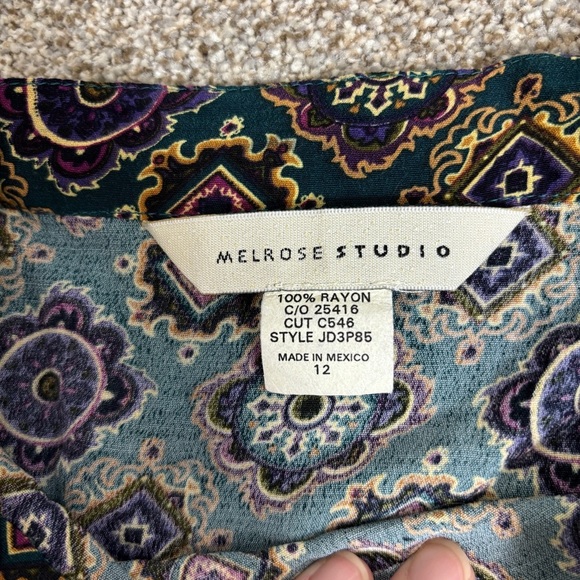 MELROSE STUDIO
100% RAYON
C/O 25416
CUT C546
STYLE JD3P85
MADE IN MEXICO
12